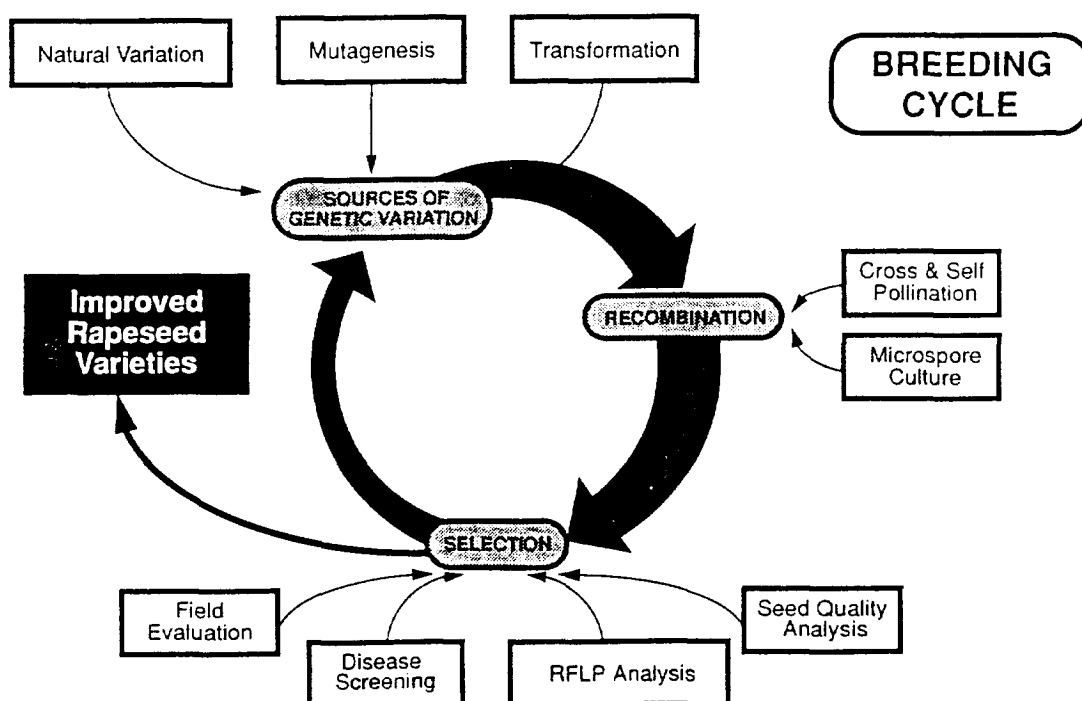 Natural Variation
Mutagenesis
Transformation
BREEDING
CYCLE
SOURCES OF
GENETIC VARIATION
Improved
Rapeseed
Varieties
RECOMBINATION
Cross & Self
Pollination
Microspore
Culture
SELECTION
Field
Evaluation
Disease
Screening
RFLP Analysis
Seed Quality
Analysis